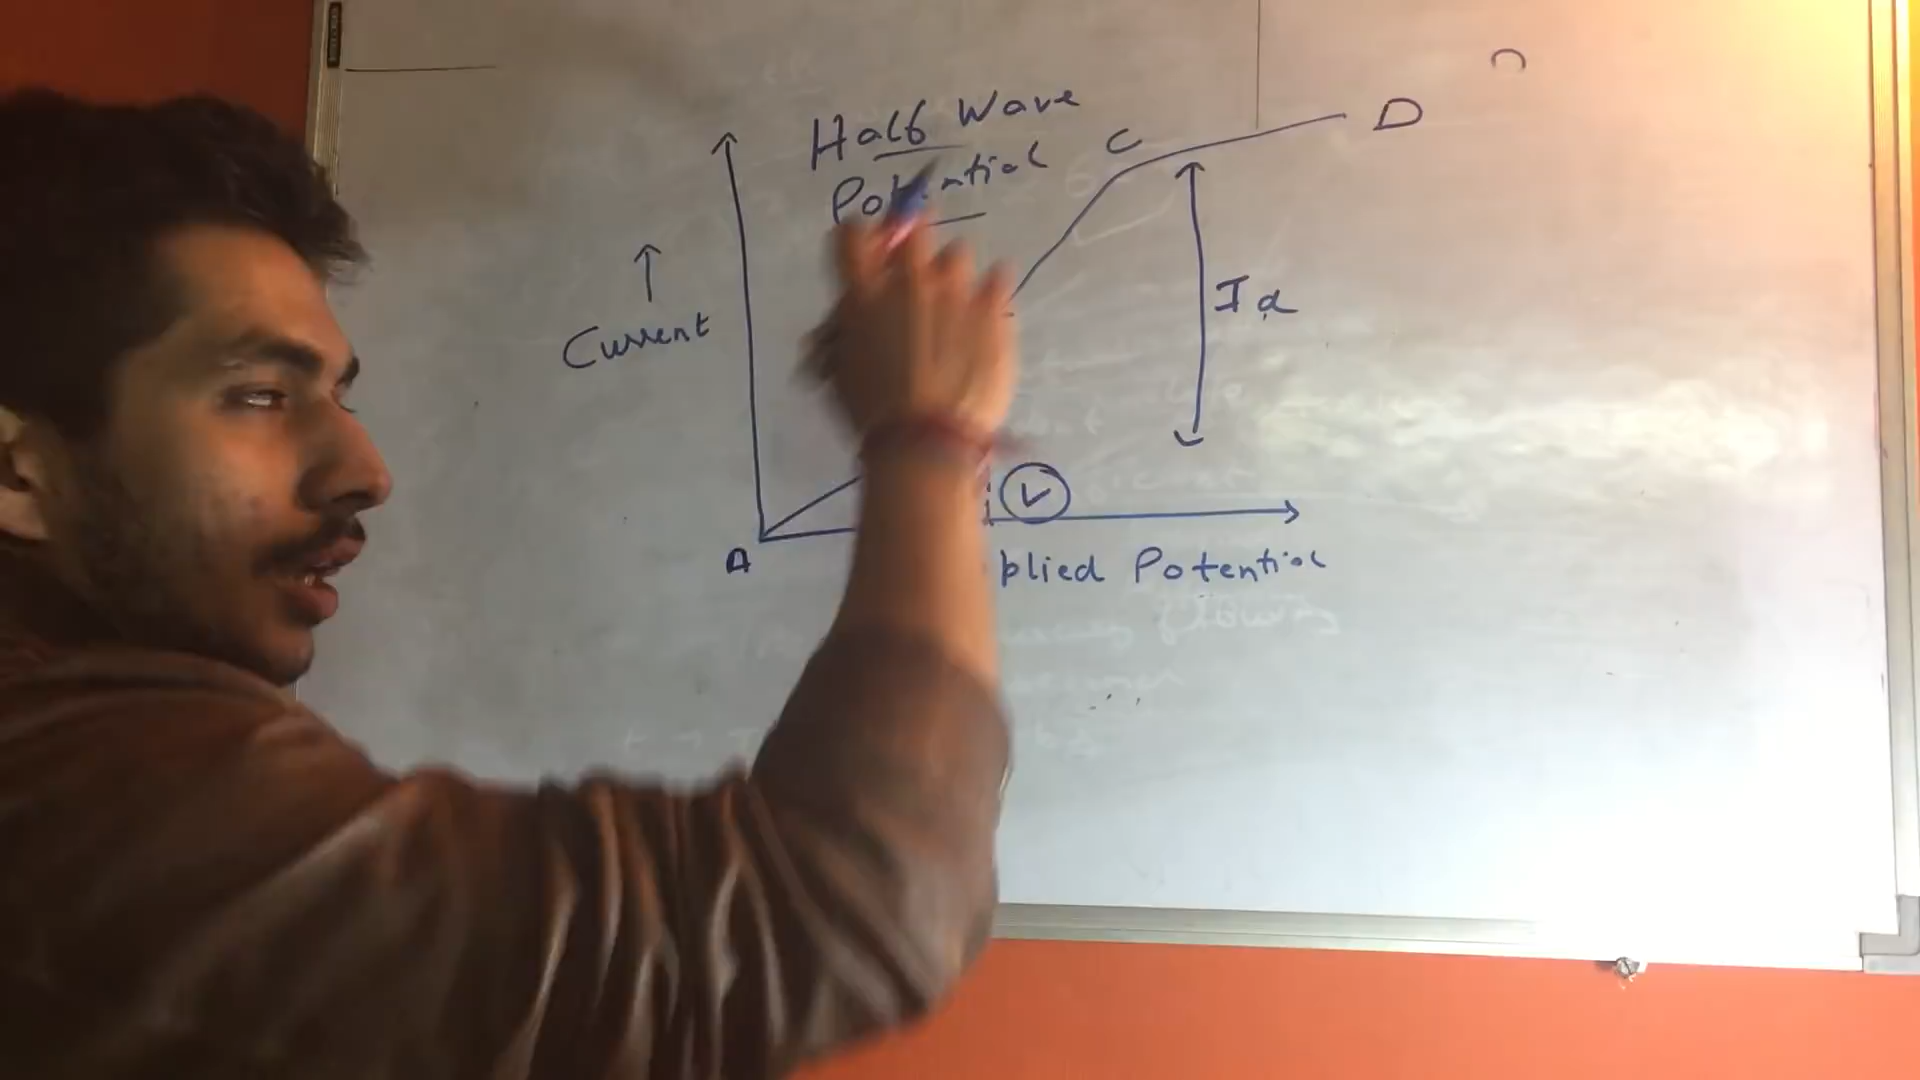 Half Wave
Potential
C
D
Current
Id
V
A
plied Potential